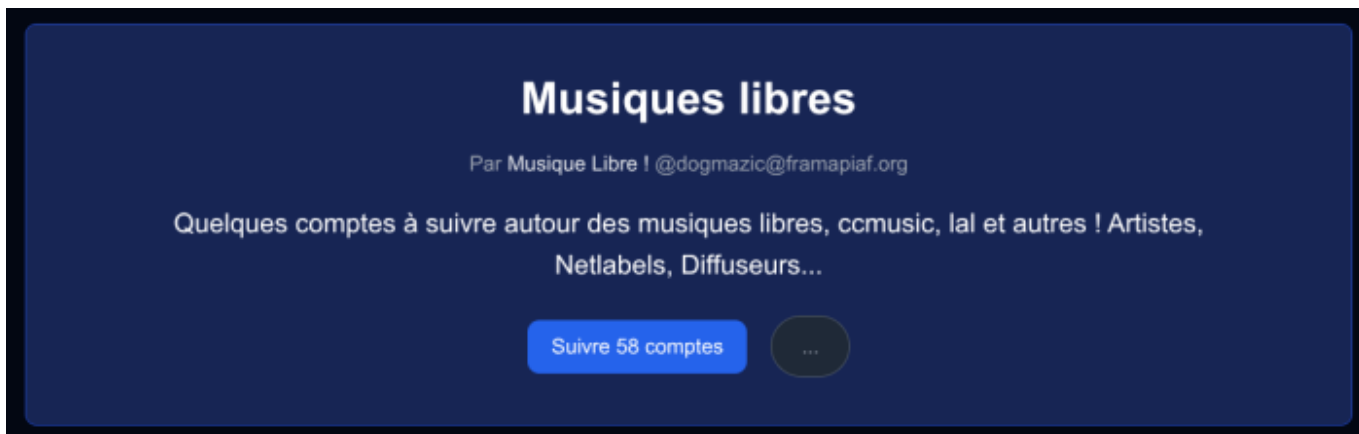 Musiques libres
Par Musique Libre ! @dogmazic@framapiaf.org
Quelques comptes à suivre autour des musiques libres, ccmusic, lal et autres ! Artistes,
Netlabels, Diffuseurs...
Suivre 58 comptes
...